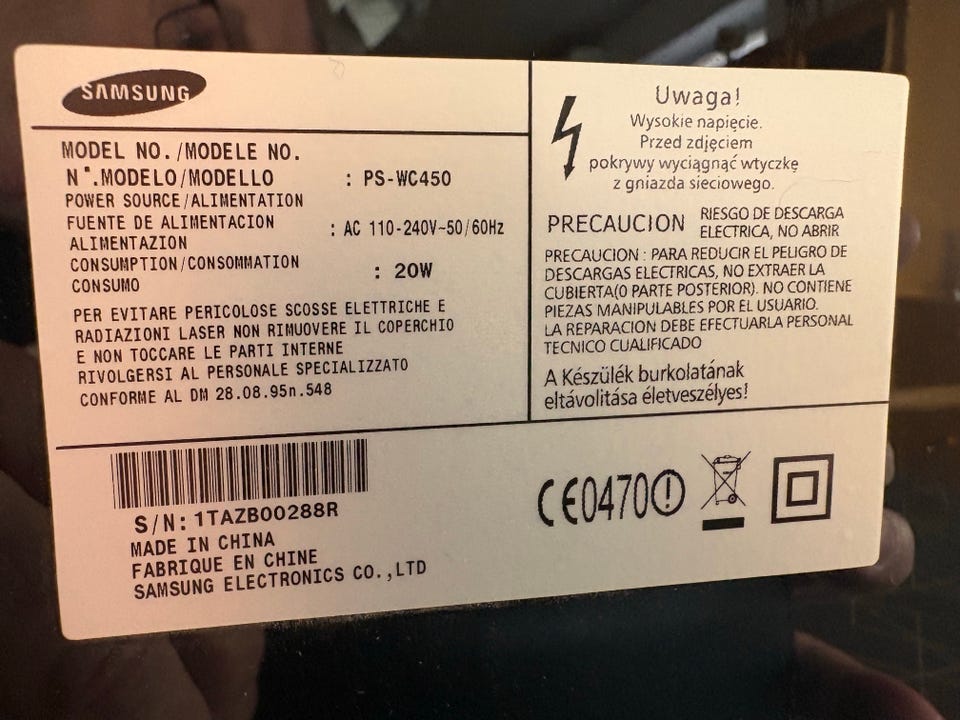 SAMSUNG
MODEL NO./MODELE NO.
N°.MODELO/MODELLO : PS-WC450
POWER SOURCE/ALIMENTATION
FUENTE DE ALIMENTACION : AC 110-240V~50/60Hz
ALIMENTAZION
CONSUMPTION/CONSOMMATION : 20W
CONSUMO
PER EVITARE PERICOLOSE SCOSSE ELETTRICHE E
RADIAZIONI LASER NON RIMUOVERE IL COPERCHIO
E NON TOCCARE LE PARTI INTERNE
RIVOLGERSI AL PERSONALE SPECIALIZZATO
CONFORME AL DM 28.08.95n.548
Uwaga!
Wysokie napięcie.
Przed zdjęciem
pokrywy wyciągnąć wtyczkę
z gniazda sieciowego.
PRECAUCION RIESGO DE DESCARGA
ELECTRICA, NO ABRIR
PRECAUCION : PARA REDUCIR EL PELIGRO DE
DESCARGAS ELECTRICAS, NO EXTRAER LA
CUBIERTA(0 PARTE POSTERIOR). NO CONTIENE
PIEZAS MANIPULABLES POR EL USUARIO.
LA REPARACION DEBE EFECTUARLA PERSONAL
TECNICO CUALIFICADO
A Készülék burkolatának
eltávolitása életveszélyes!
S/N: 1TAZB00288R
MADE IN CHINA
FABRIQUE EN CHINE
SAMSUNG ELECTRONICS CO.,LTD
CE0470